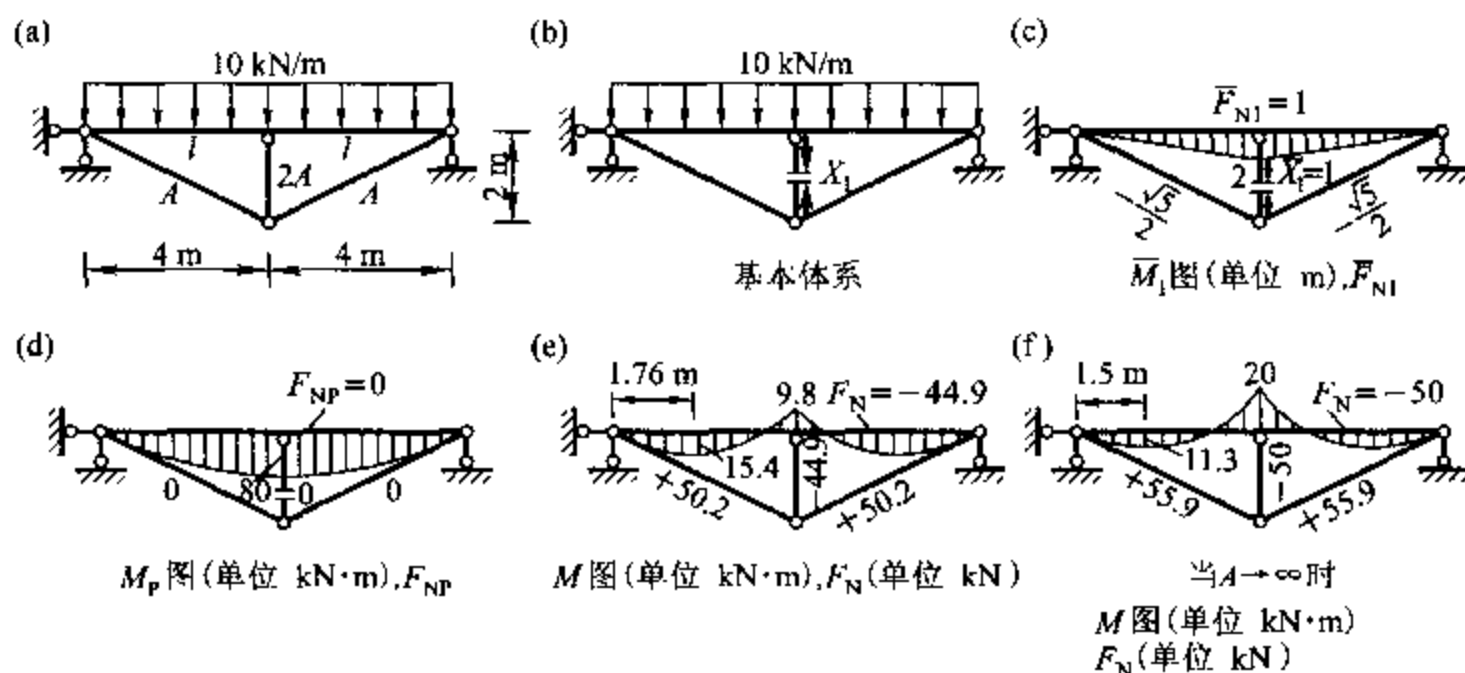 (a)
10 kN/m
l
l
A
2A
A
2 m
4 m
4 m
(b)
10 kN/m
X₁
基本体系
(c)
F̅N1=1
2
X̅₁=1
-√5/2
-√5/2
M̅₁图(单位 m),F̅N1
(d)
FNP=0
80
0
0
0
MP图(单位 kN·m),FNP
(e)
1.76 m
9.8
FN=-44.9
15.4
-44.9
+50.2
+50.2
M图(单位 kN·m),FN(单位 kN)
(f)
1.5 m
20
FN=-50
11.3
-50
+55.9
+55.9
当A→∞时
M图(单位 kN·m)
FN(单位 kN)